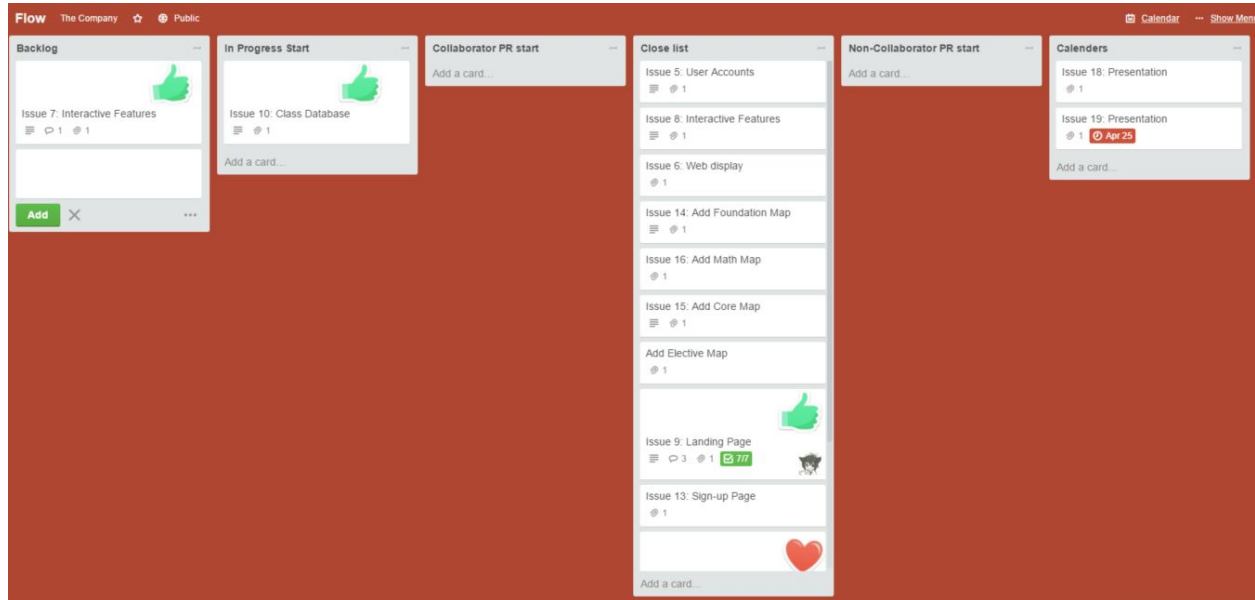 Flow The Company Public Calendar ... Show Menu
Backlog ...
Issue 7: Interactive Features
1 1
Add ...
In Progress Start ...
Issue 10: Class Database
1
Add a card...
Collaborator PR start ...
Add a card...
Close list ...
Issue 5: User Accounts
1
Issue 8: Interactive Features
1
Issue 6: Web display
1
Issue 14: Add Foundation Map
1
Issue 16: Add Math Map
1
Issue 15: Add Core Map
1
Add Elective Map
1
Issue 9: Landing Page
3 1 7/7
Issue 13: Sign-up Page
1
Add a card...
Non-Collaborator PR start ...
Add a card...
Calenders ...
Issue 18: Presentation
1
Issue 19: Presentation
1 Apr 25
Add a card...